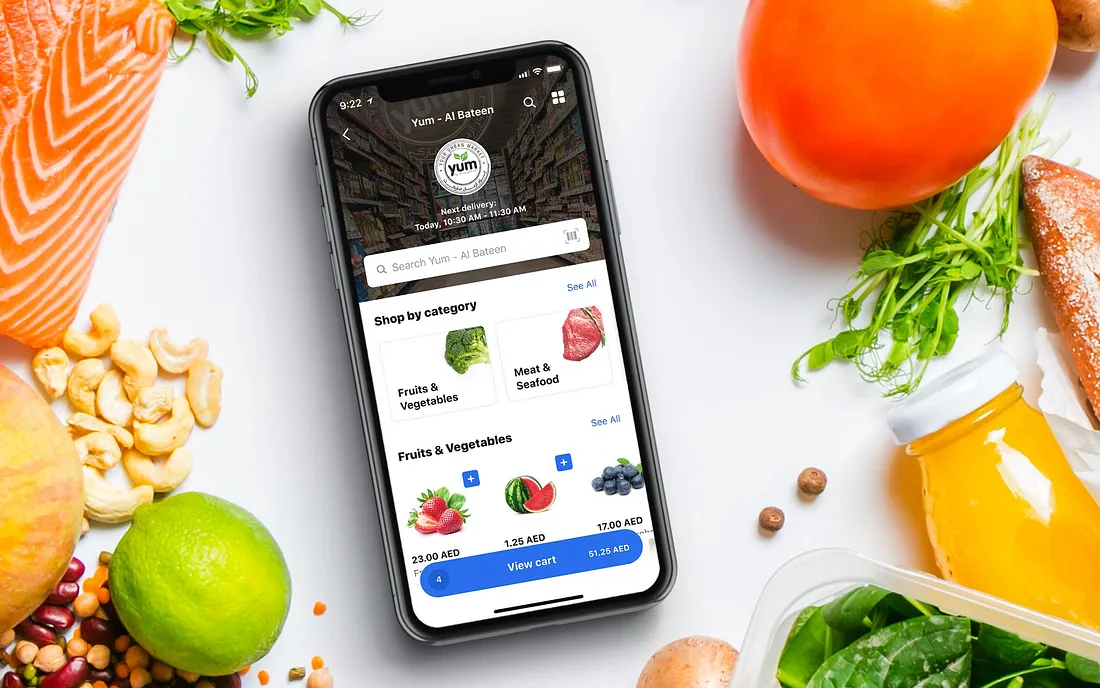 9:22
Yum - Al Bateen
YOUR URBAN MARKET
yum
Next delivery:
Today, 10:30 AM - 11:30 AM
Search Yum - Al Bateen
Shop by category
See All
Fruits &
Vegetables
Meat &
Seafood
Fruits & Vegetables
See All
23.00 AED
1.25 AED
17.00 AED
4
View cart
51.25 AED